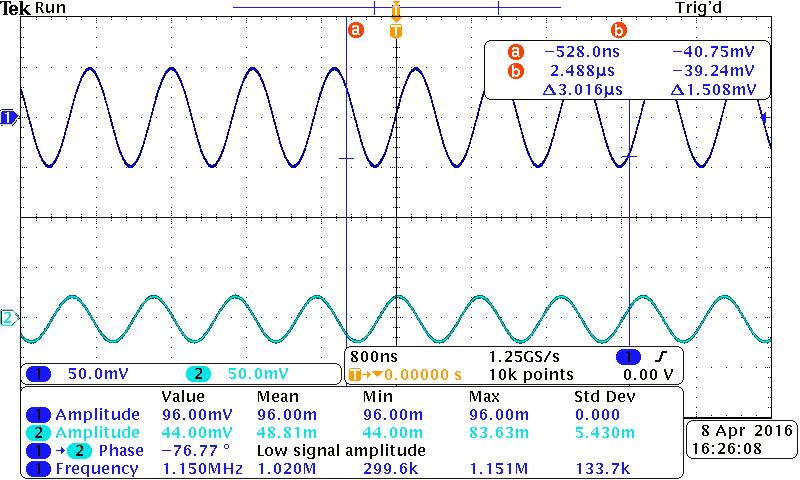 Tek Run Trig'd
T
a b
T
a −528.0ns −40.75mV
b 2.488µs −39.24mV
Δ3.016µs Δ1.508mV
1
2
1 50.0mV 2 50.0mV
800ns 1.25GS/s 1
T→▼0.00000 s 10k points 0.00 V
Value Mean Min Max Std Dev
1 Amplitude 96.00mV 96.00m 96.00m 96.00m 0.000
2 Amplitude 44.00mV 48.81m 44.00m 83.63m 5.430m
1 → 2 Phase −76.77 ° Low signal amplitude
1 Frequency 1.150MHz 1.020M 299.6k 1.151M 133.7k
8 Apr 2016
16:26:08